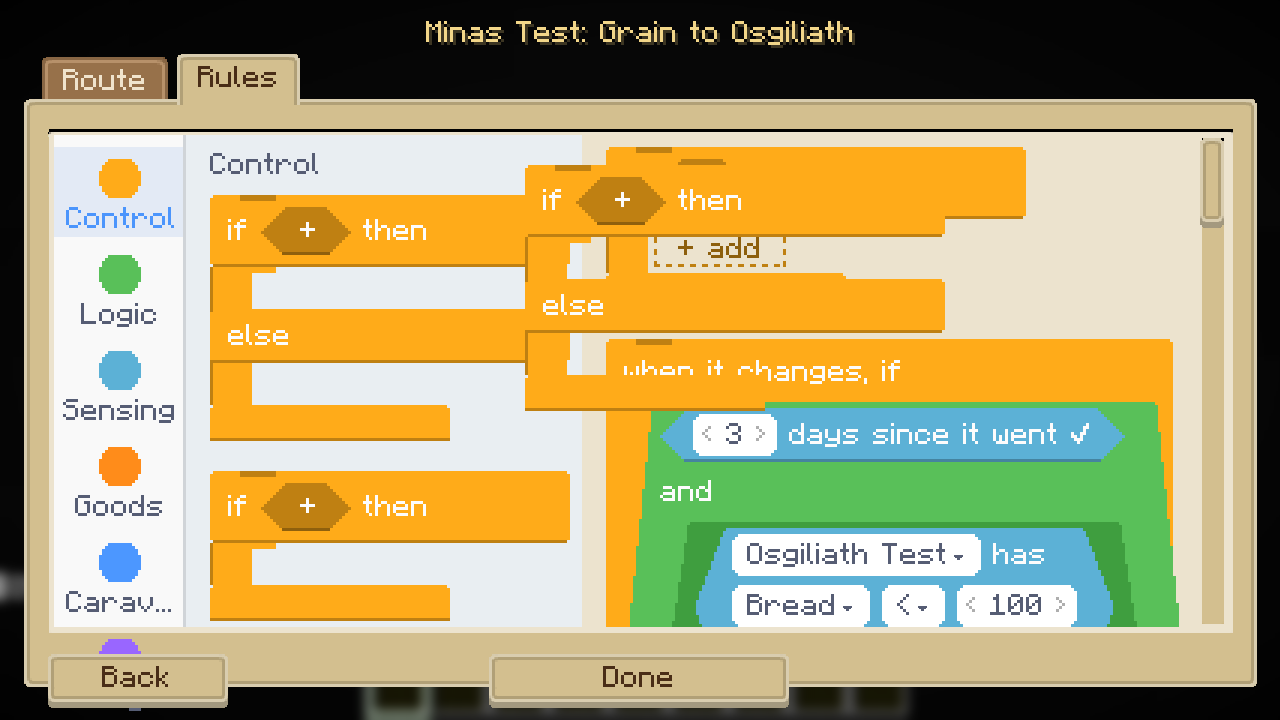 Minas Test: Grain to Osgiliath
Route
Rules
Control
Logic
Sensing
Goods
Carav...
Control
if + then
else
if + then
if + then
else
+ add
when it changes, if
< 3 > days since it went ✓
and
Osgiliath Test has
Bread < < 100 >
Back
Done